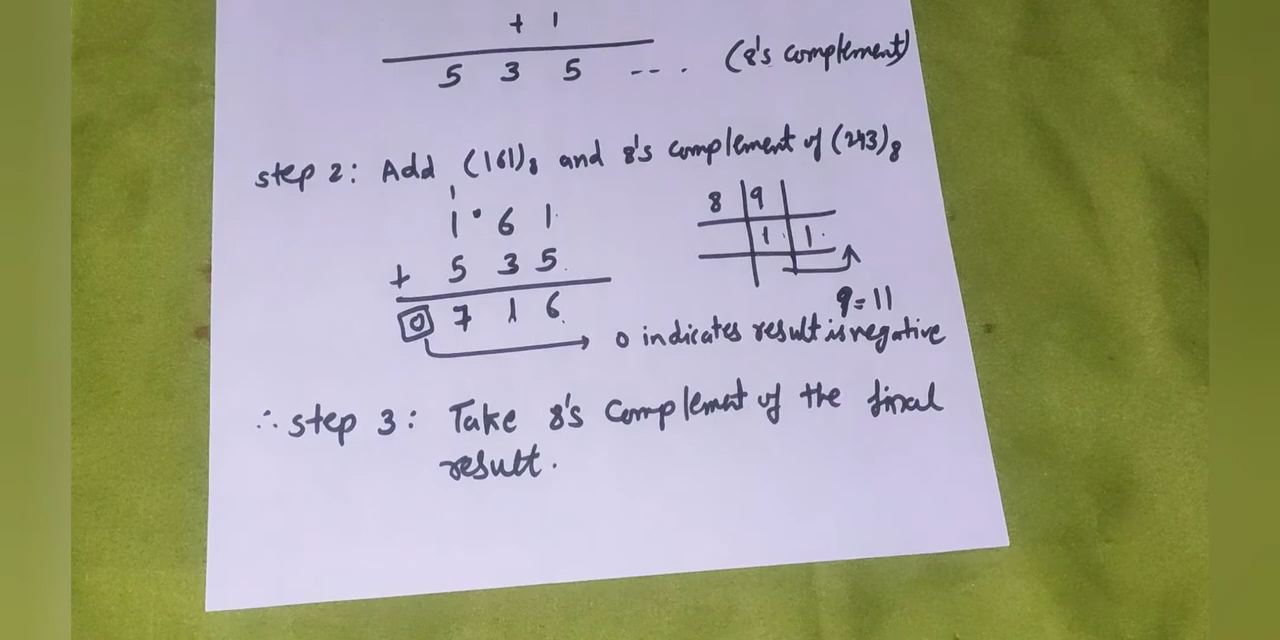 + 1
5 3 5 --- . (8's complement)
step 2: Add (161)8 and 8's complement of (243)8
1
1 6 1
+ 5 3 5
0 7 1 6
8 9
1 1
9 = 11
0 indicates result is negative
∴ step 3: Take 8's Complement of the final
result.